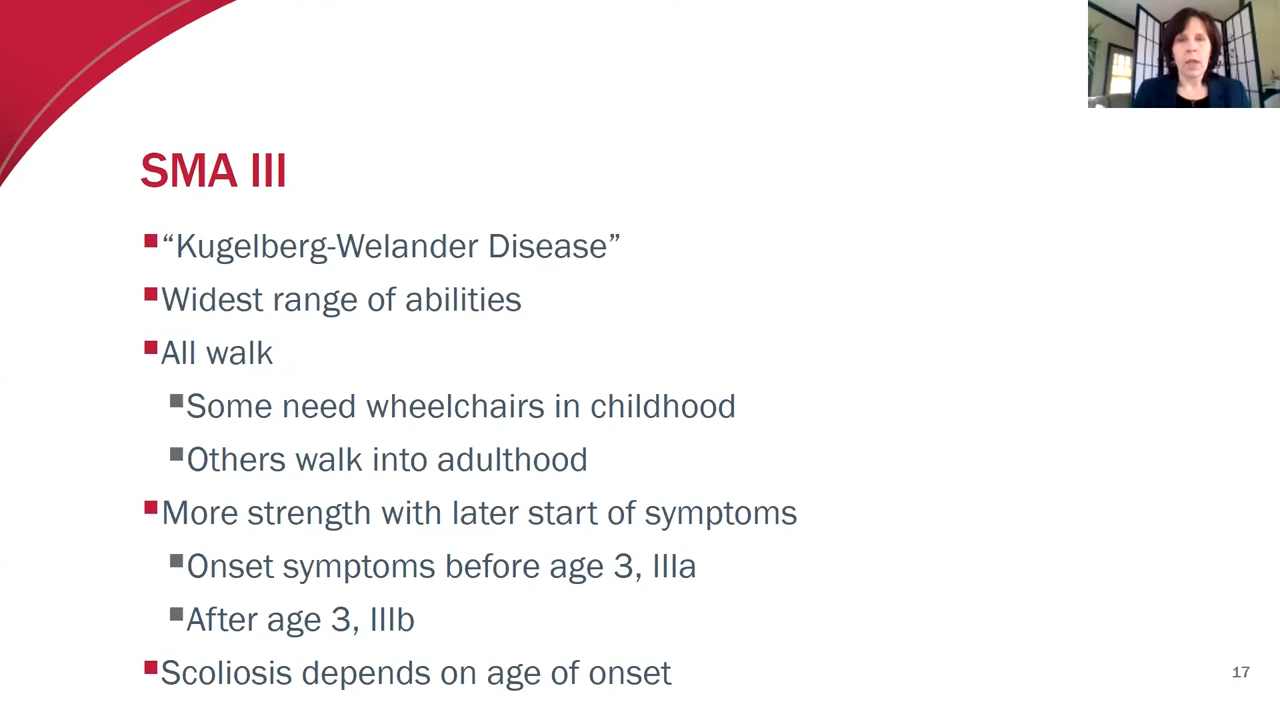 SMA III
“Kugelberg-Welander Disease”
Widest range of abilities
All walk
Some need wheelchairs in childhood
Others walk into adulthood
More strength with later start of symptoms
Onset symptoms before age 3, IIIa
After age 3, IIIb
Scoliosis depends on age of onset
17